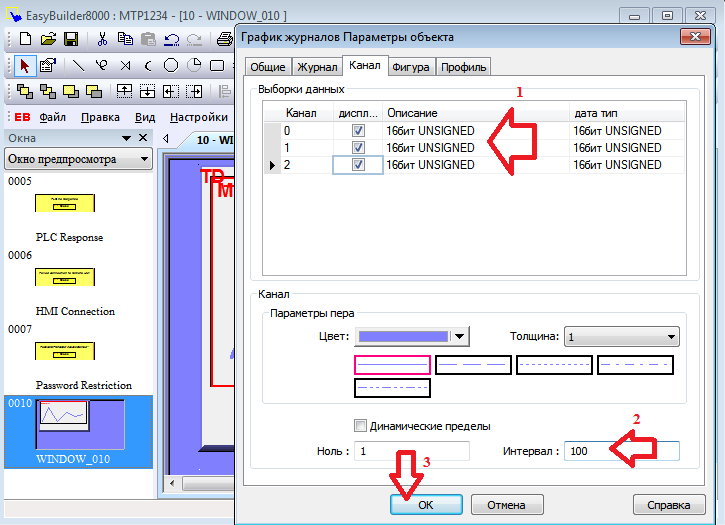 EasyBuilder8000 : MTP1234 - [10 - WINDOW_010 ]
EB Файл Правка Вид Настройки
Окна
Окно предпросмотра
10 - WI
0005
PLC Response
0006
HMI Connection
0007
Password Restriction
0010
WINDOW_010
График журналов Параметры объекта
Общие Журнал Канал Фигура Профиль
Выборки данных
1
Канал диспл... Описание дата тип
0 16бит UNSIGNED 16бит UNSIGNED
1 16бит UNSIGNED 16бит UNSIGNED
2 16бит UNSIGNED 16бит UNSIGNED
Канал
Параметры пера
Цвет: Толщина: 1
Динамические пределы
2
Ноль : 1 Интервал : 100
3
OK Отмена Справка